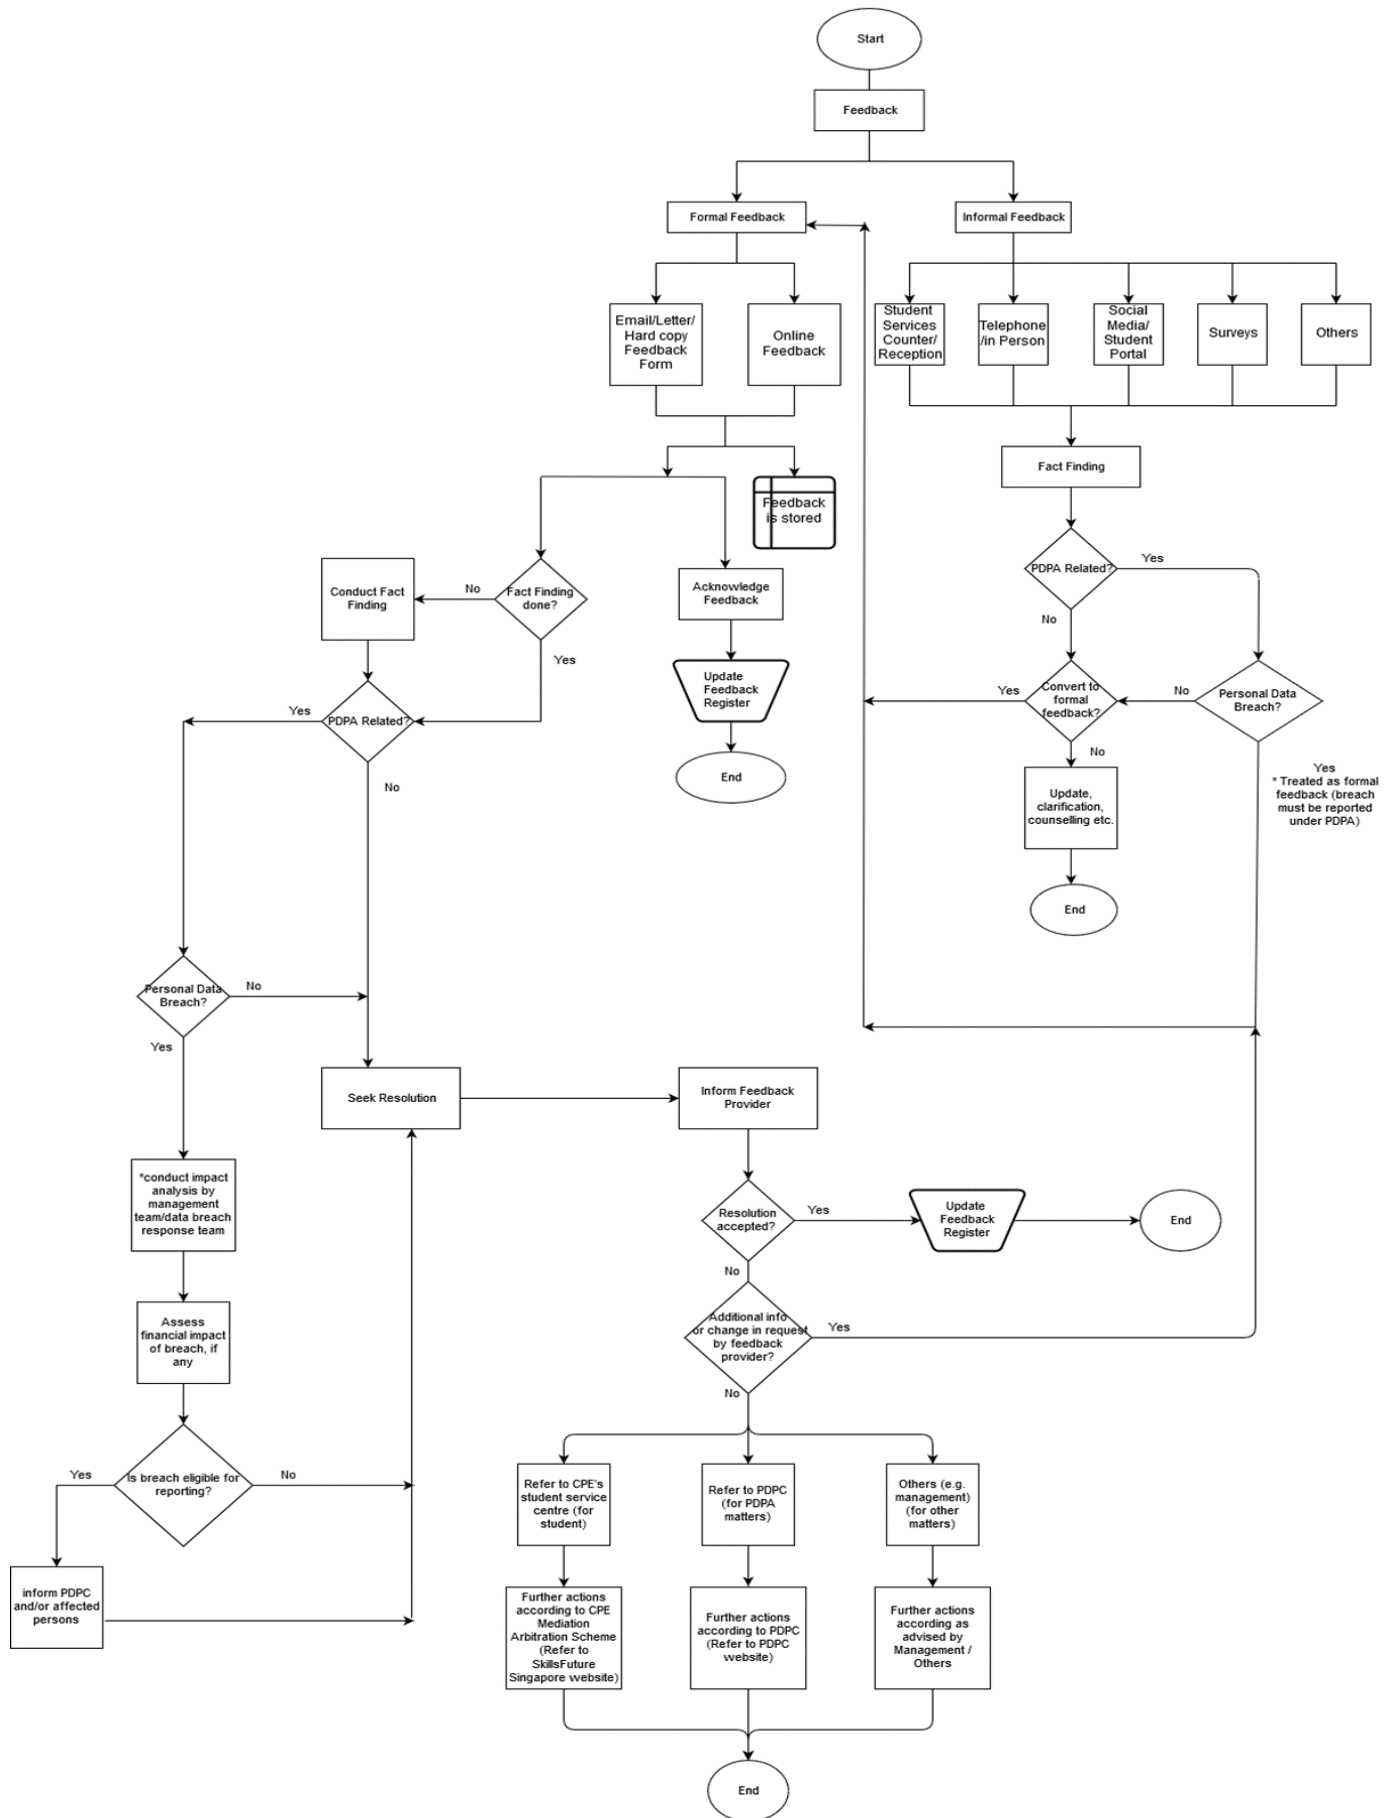 Start
Feedback
Formal Feedback
Informal Feedback
Email/Letter/
Hard copy
Feedback
Form
Online
Feedback
Student
Services
Counter/
Reception
Telephone
/in Person
Social
Media/
Student
Portal
Surveys
Others
Fact Finding
Feedback
is stored
PDPA Related?
Yes
No
Conduct Fact
Finding
No
Fact Finding
done?
Yes
Acknowledge
Feedback
Update
Feedback
Register
End
Yes
PDPA Related?
No
Yes
Convert to
formal
feedback?
No
Personal Data
Breach?
No
Yes
* Treated as formal
feedback (breach
must be reported
under PDPA)
Update,
clarification,
counselling etc.
End
Personal Data
Breach?
No
Yes
Seek Resolution
Inform Feedback
Provider
*conduct impact
analysis by
management
team/data breach
response team
Resolution
accepted?
Yes
Update
Feedback
Register
End
No
Assess
financial impact
of breach, if
any
Additional info
or change in request
by feedback
provider?
Yes
No
Yes
Is breach eligible for
reporting?
No
Refer to CPE's
student service
centre (for
student)
Refer to PDPC
(for PDPA
matters)
Others (e.g.
management)
(for other
matters)
inform PDPC
and/or affected
persons
Further actions
according to CPE
Mediation
Arbitration Scheme
(Refer to
SkillsFuture
Singapore website)
Further actions
according to PDPC
(Refer to PDPC
website)
Further actions
according as
advised by
Management /
Others
End